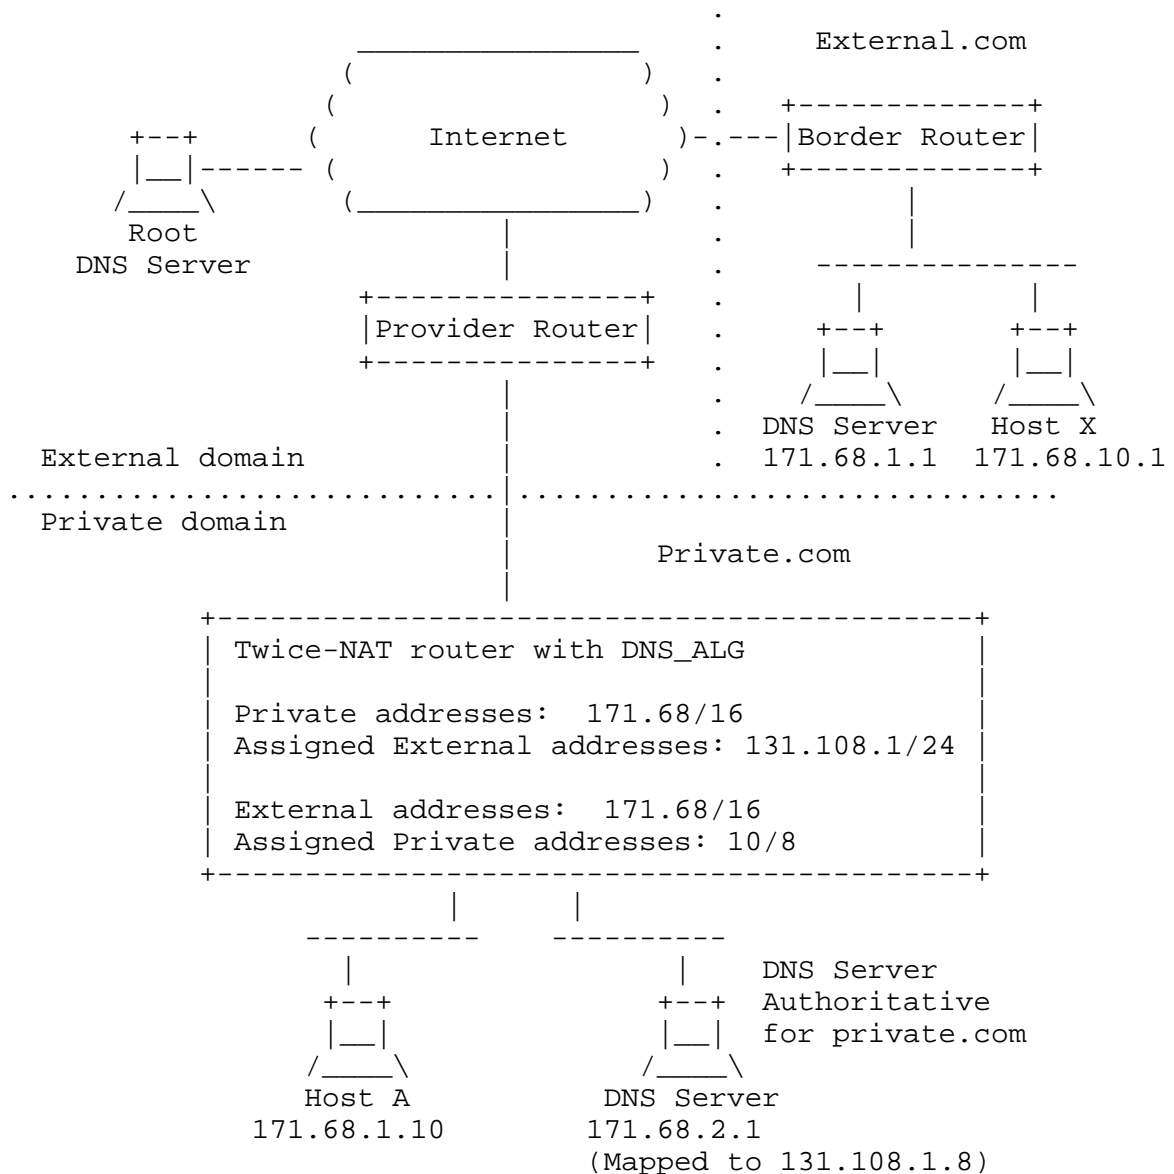 External.com
Internet
Border Router
Root
DNS Server
Provider Router
DNS Server Host X
External domain 171.68.1.1 171.68.10.1
Private domain
Private.com
Twice-NAT router with DNS_ALG
Private addresses: 171.68/16
Assigned External addresses: 131.108.1/24
External addresses: 171.68/16
Assigned Private addresses: 10/8
DNS Server
Authoritative
for private.com
Host A DNS Server
171.68.1.10 171.68.2.1
(Mapped to 131.108.1.8)